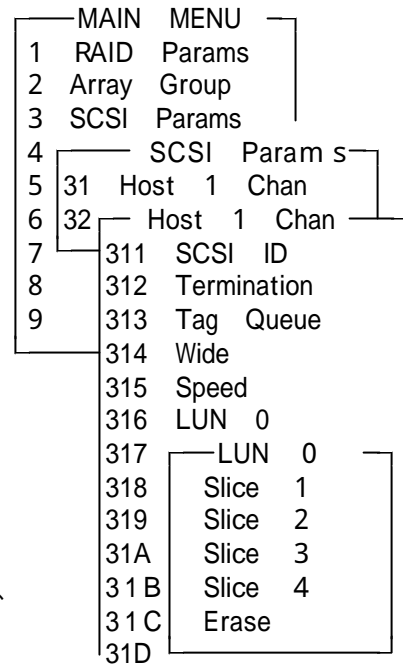 MAIN MENU
1 RAID Params
2 Array Group
3 SCSI Params
4 SCSI Params
5 31 Host 1 Chan
6 32 Host 1 Chan
7 311 SCSI ID
8 312 Termination
9 313 Tag Queue
314 Wide
315 Speed
316 LUN 0
317 LUN 0
318 Slice 1
319 Slice 2
31A Slice 3
31B Slice 4
31C Erase
31D